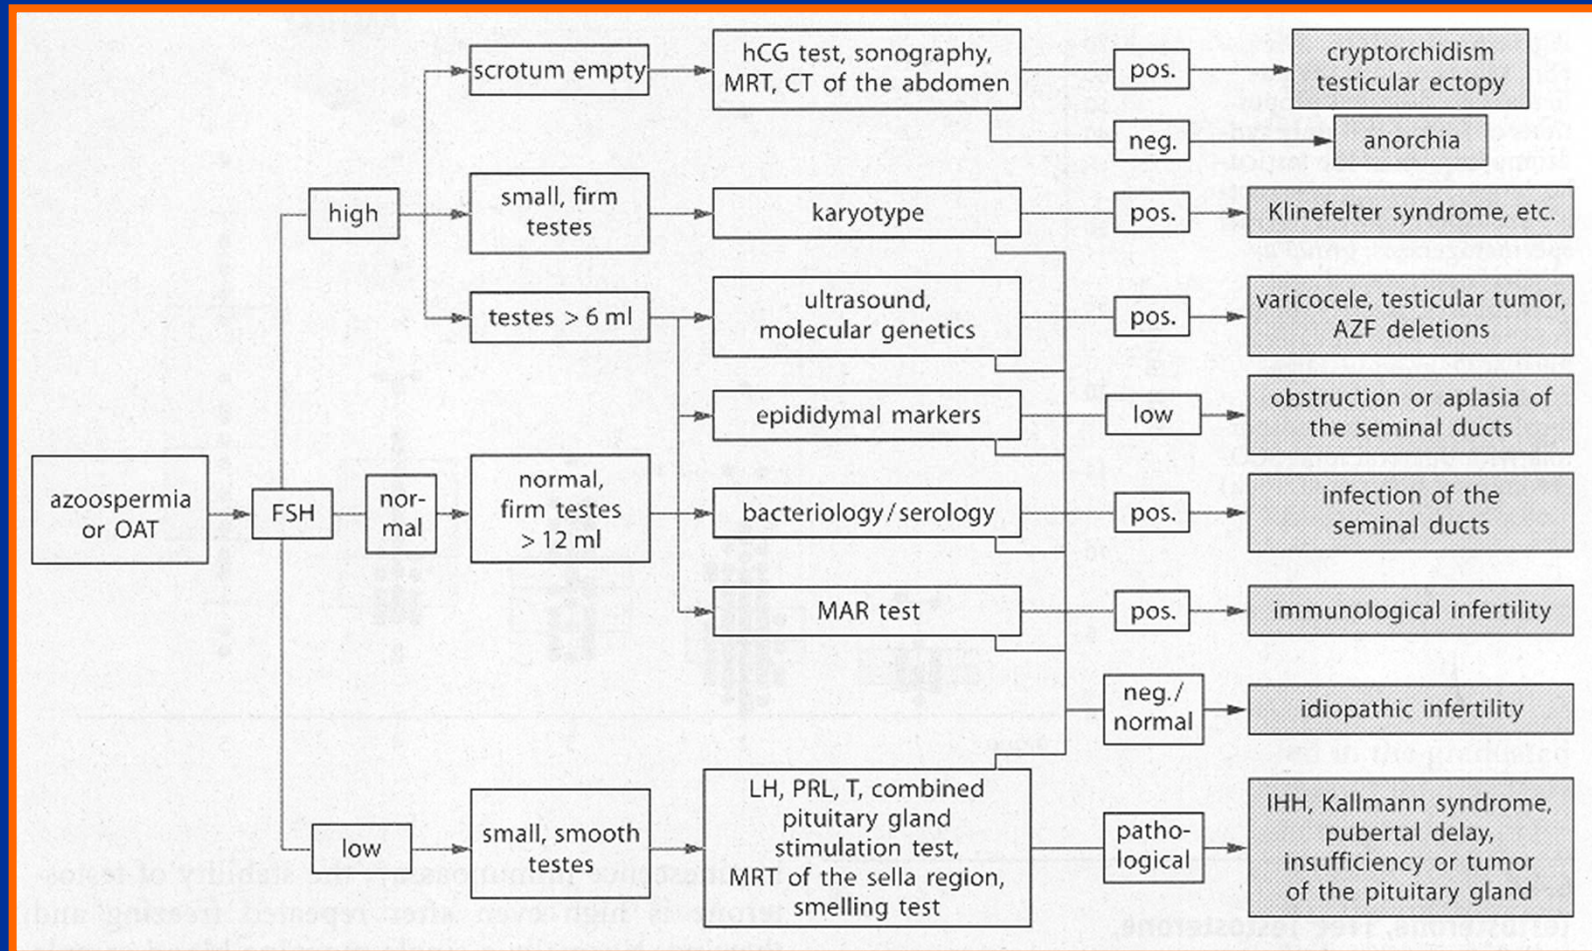 scrotum empty
hCG test, sonography,
MRT, CT of the abdomen
pos.
cryptorchidism
testicular ectopy
neg.
anorchia
high
small, firm
testes
karyotype
pos.
Klinefelter syndrome, etc.
testes > 6 ml
ultrasound,
molecular genetics
pos.
varicocele, testicular tumor,
AZF deletions
epididymal markers
low
obstruction or aplasia of
the seminal ducts
azoospermia
or OAT
FSH
nor-
mal
normal,
firm testes
> 12 ml
bacteriology/serology
pos.
infection of the
seminal ducts
MAR test
pos.
immunological infertility
neg./
normal
idiopathic infertility
low
small, smooth
testes
LH, PRL, T, combined
pituitary gland
stimulation test,
MRT of the sella region,
smelling test
patho-
logical
IHH, Kallmann syndrome,
pubertal delay,
insufficiency or tumor
of the pituitary gland